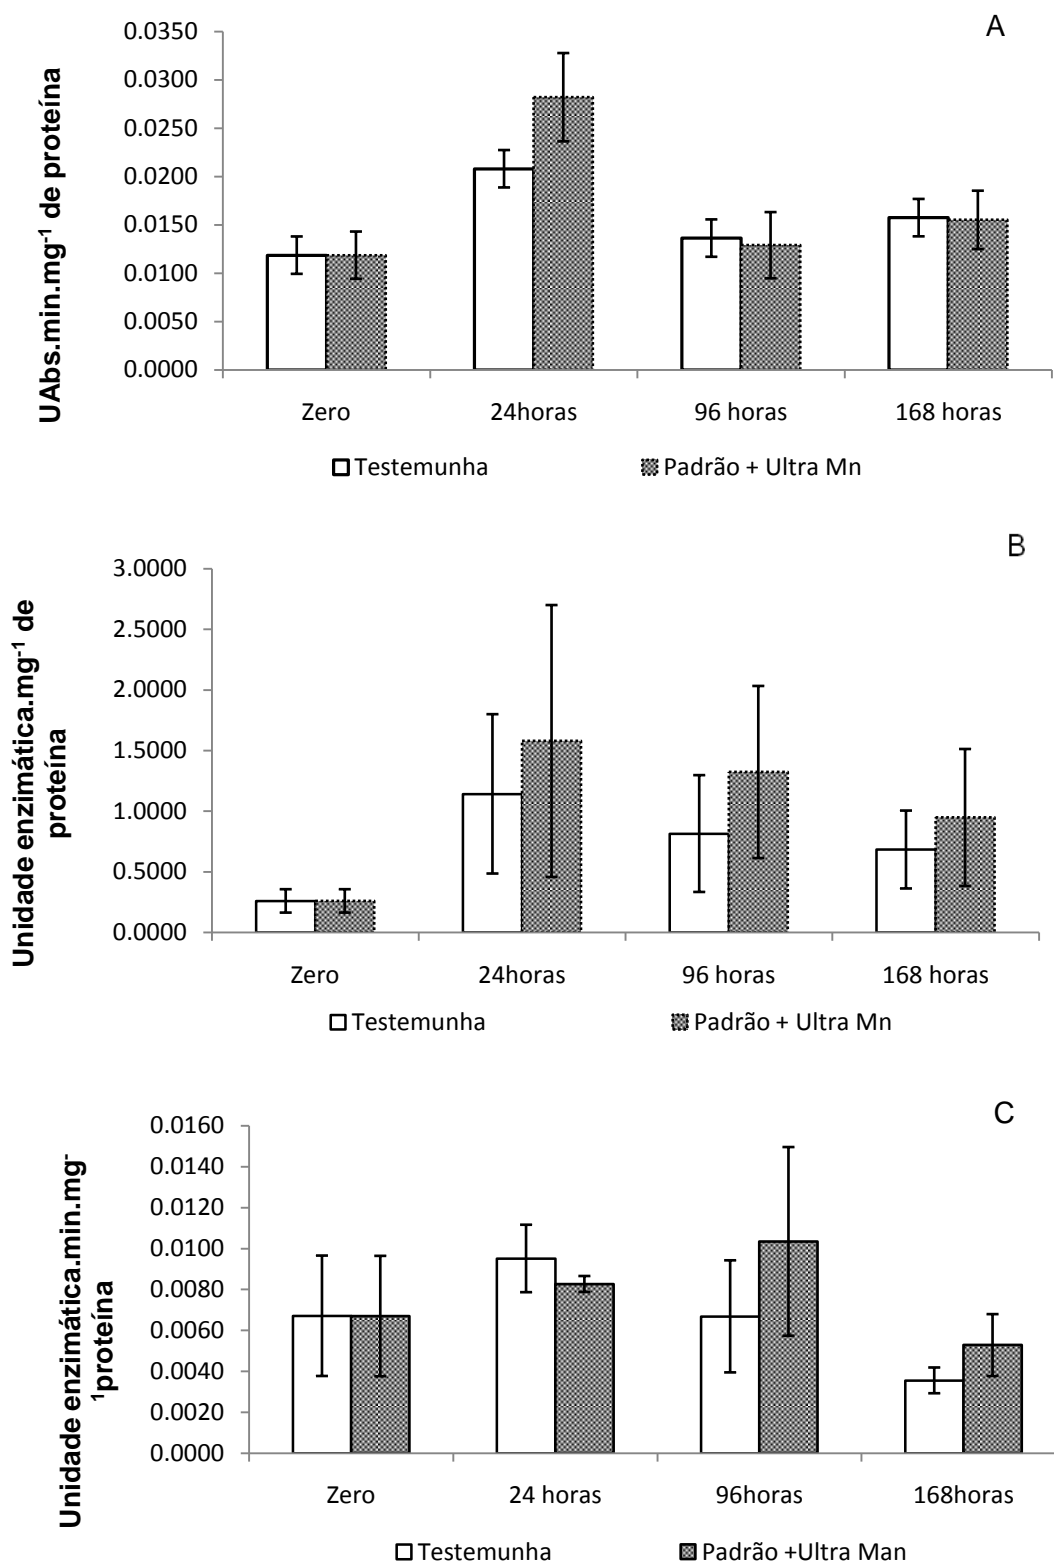 A
UAbs.min.mg⁻¹ de proteína
0.0350
0.0300
0.0250
0.0200
0.0150
0.0100
0.0050
0.0000
Zero 24horas 96 horas 168 horas
Testemunha Padrão + Ultra Mn
B
Unidade enzimática.mg⁻¹ de
proteína
3.0000
2.5000
2.0000
1.5000
1.0000
0.5000
0.0000
Zero 24horas 96 horas 168 horas
Testemunha Padrão + Ultra Mn
C
Unidade enzimática.min.mg⁻
¹proteína
0.0160
0.0140
0.0120
0.0100
0.0080
0.0060
0.0040
0.0020
0.0000
Zero 24 horas 96horas 168horas
Testemunha Padrão +Ultra Man